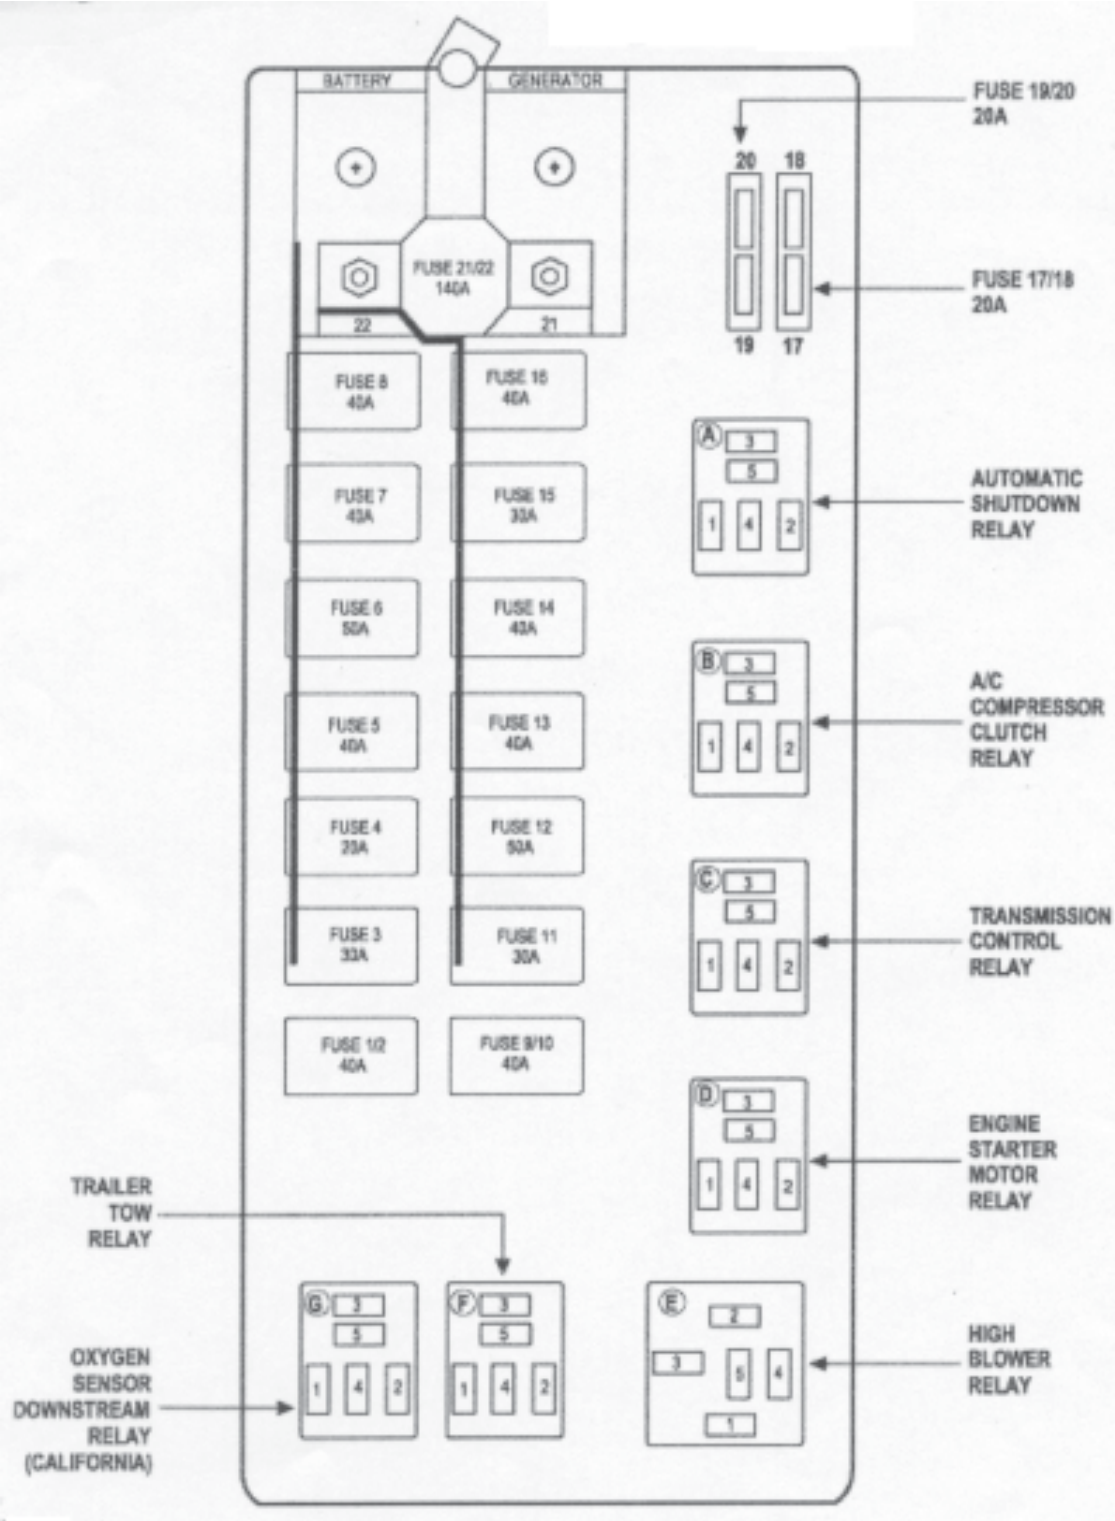 BATTERY
GENERATOR
FUSE 19/20
20A
20
18
FUSE 21/22
140A
FUSE 17/18
20A
22
21
19
17
FUSE 8
40A
FUSE 16
40A
A
3
5
1
4
2
AUTOMATIC
SHUTDOWN
RELAY
FUSE 7
40A
FUSE 15
30A
FUSE 6
50A
FUSE 14
40A
B
3
5
1
4
2
A/C
COMPRESSOR
CLUTCH
RELAY
FUSE 5
40A
FUSE 13
40A
FUSE 4
20A
FUSE 12
50A
C
3
5
1
4
2
TRANSMISSION
CONTROL
RELAY
FUSE 3
30A
FUSE 11
30A
FUSE 1/2
40A
FUSE 9/10
40A
D
3
5
1
4
2
ENGINE
STARTER
MOTOR
RELAY
TRAILER
TOW
RELAY
G
3
5
1
4
2
F
3
5
1
4
2
E
2
3
5
4
1
HIGH
BLOWER
RELAY
OXYGEN
SENSOR
DOWNSTREAM
RELAY
(CALIFORNIA)